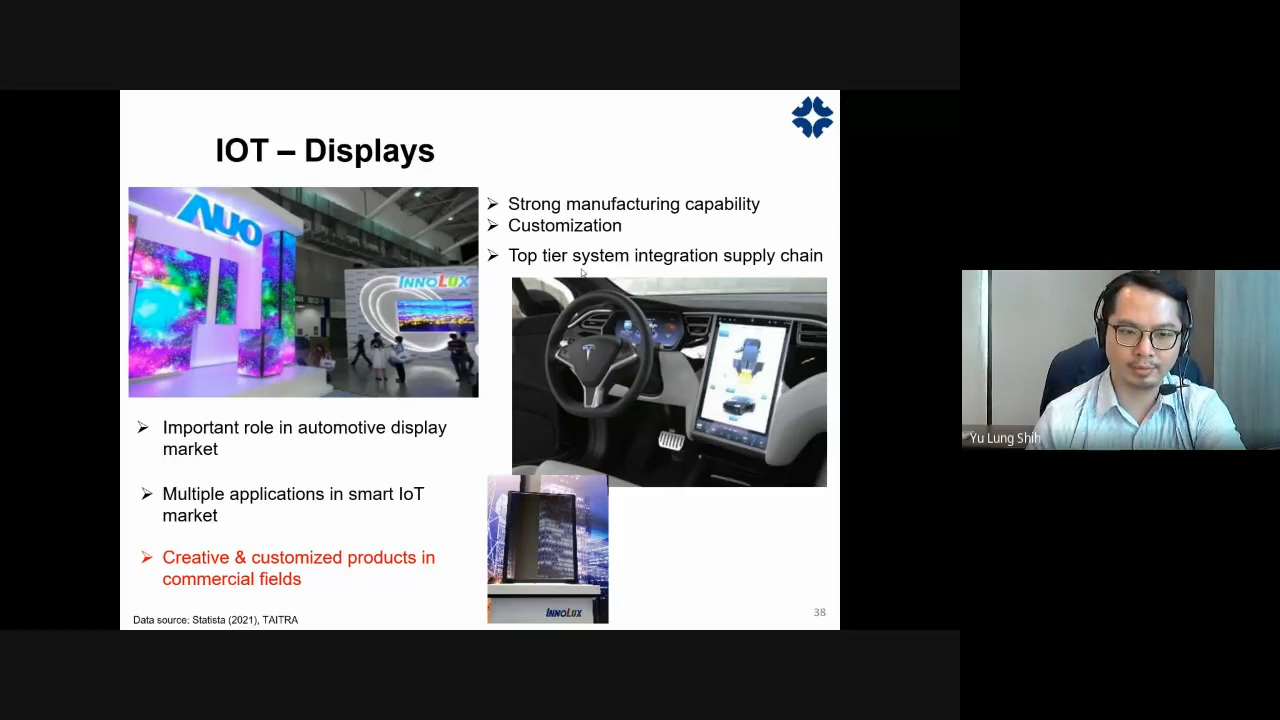 IOT – Displays
AUO
INNOLUX
Strong manufacturing capability
Customization
Top tier system integration supply chain
Important role in automotive display
market
Multiple applications in smart IoT
market
Creative & customized products in
commercial fields
INNOLUX
Data source: Statista (2021), TAITRA
38
Yu Lung Shih